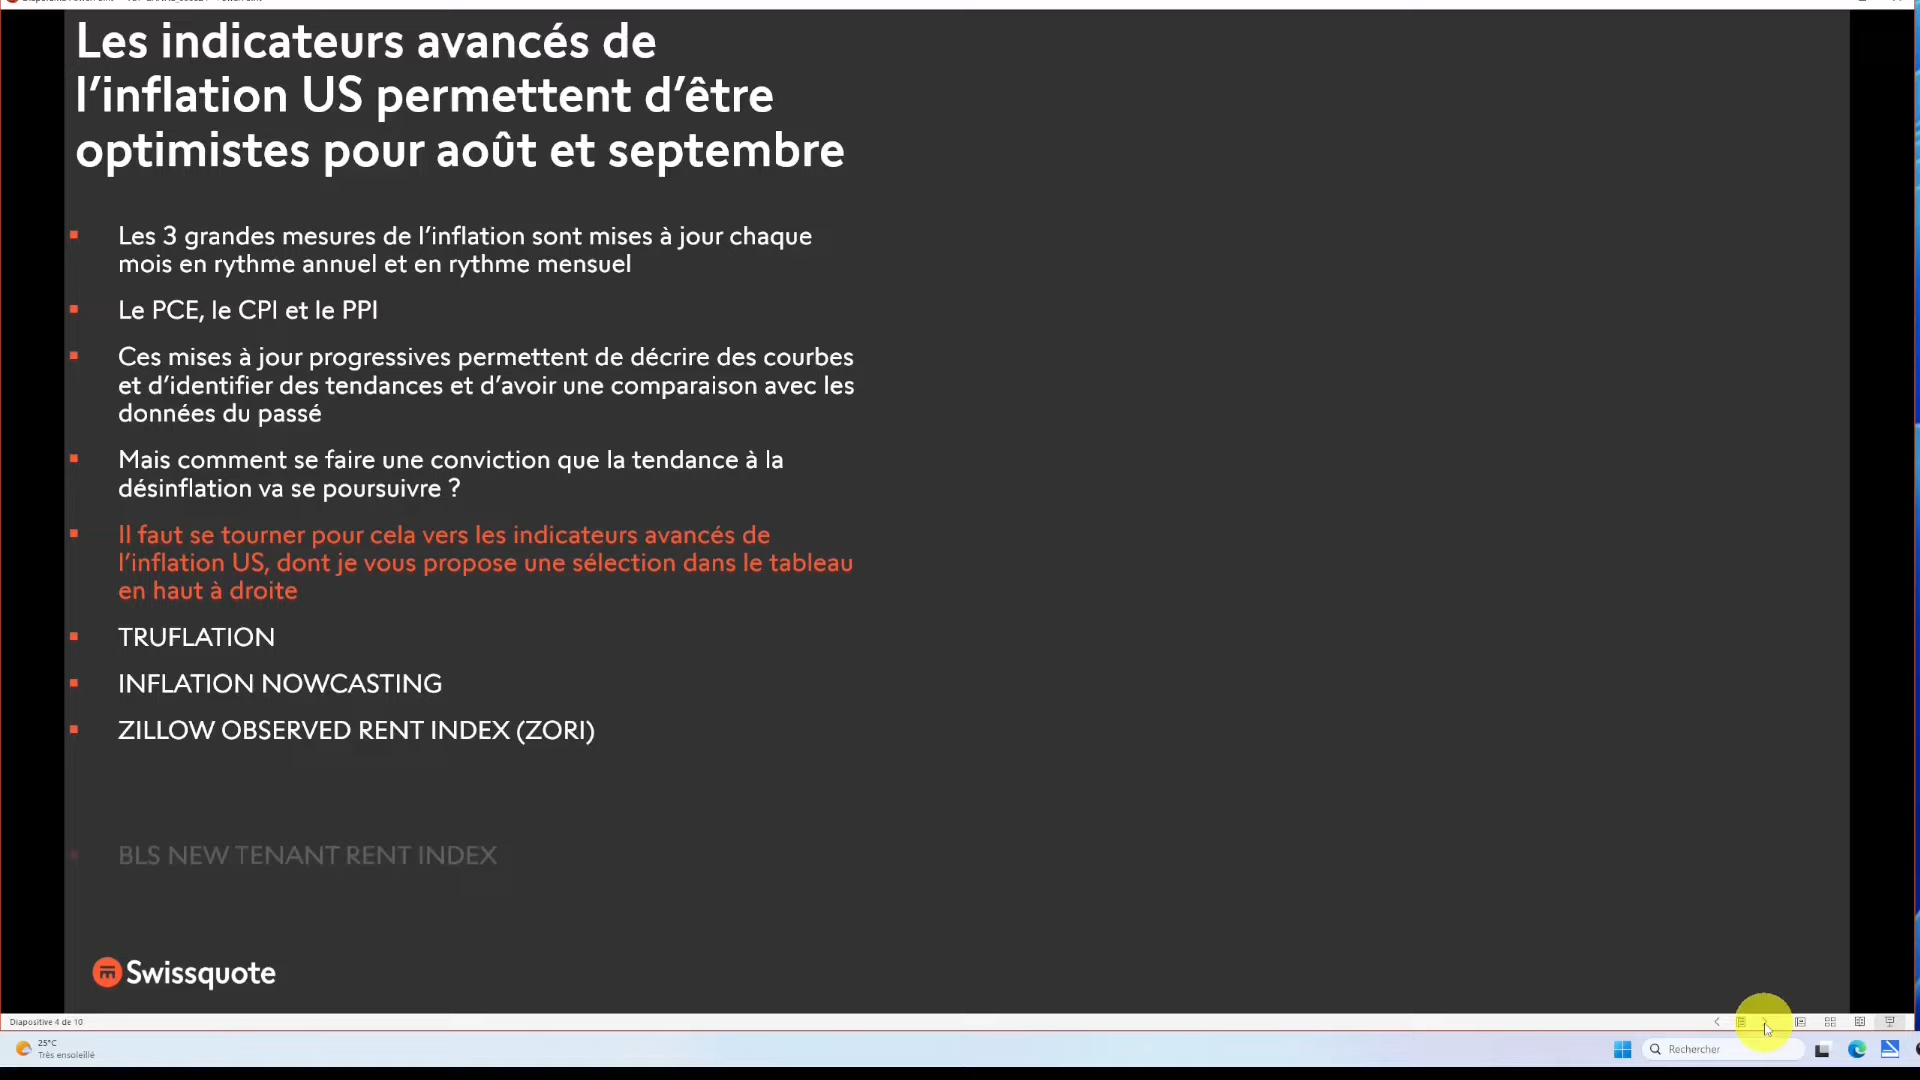 Les indicateurs avancés de
l’inflation US permettent d’être
optimistes pour août et septembre
Les 3 grandes mesures de l’inflation sont mises à jour chaque
mois en rythme annuel et en rythme mensuel
Le PCE, le CPI et le PPI
Ces mises à jour progressives permettent de décrire des courbes
et d’identifier des tendances et d’avoir une comparaison avec les
données du passé
Mais comment se faire une conviction que la tendance à la
désinflation va se poursuivre ?
Il faut se tourner pour cela vers les indicateurs avancés de
l’inflation US, dont je vous propose une sélection dans le tableau
en haut à droite
TRUFLATION
INFLATION NOWCASTING
ZILLOW OBSERVED RENT INDEX (ZORI)
BLS NEW TENANT RENT INDEX
Swissquote
Diapositive 4 de 10
25°C
Très ensoleillé
Rechercher